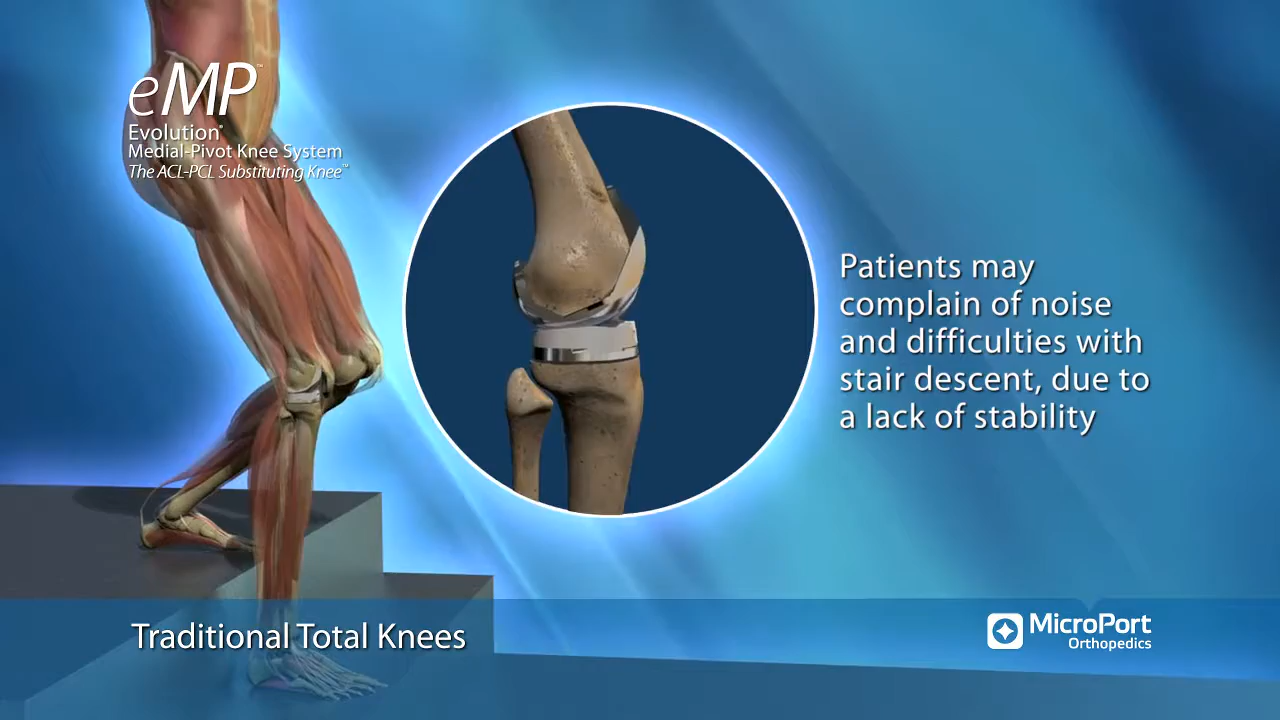 eMP™
Evolution®
Medial-Pivot Knee System
The ACL-PCL Substituting Knee™
Patients may
complain of noise
and difficulties with
stair descent, due to
a lack of stability
Traditional Total Knees
MicroPort
Orthopedics